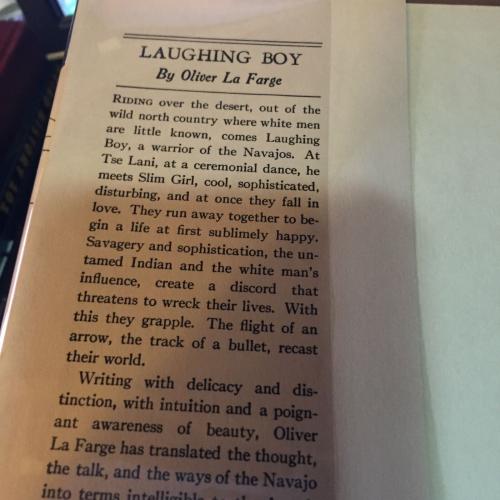 LAUGHING BOY
By Oliver La Farge
RIDING over the desert, out of the
wild north country where white men
are little known, comes Laughing
Boy, a warrior of the Navajos. At
Tse Lani, at a ceremonial dance, he
meets Slim Girl, cool, sophisticated,
disturbing, and at once they fall in
love. They run away together to be-
gin a life at first sublimely happy.
Savagery and sophistication, the un-
tamed Indian and the white man's
influence, create a discord that
threatens to wreck their lives. With
this they grapple. The flight of an
arrow, the track of a bullet, recast
their world.
Writing with delicacy and dis-
tinction, with intuition and a poign-
ant awareness of beauty, Oliver
La Farge has translated the thought,
the talk, and the ways of the Navajo
into terms